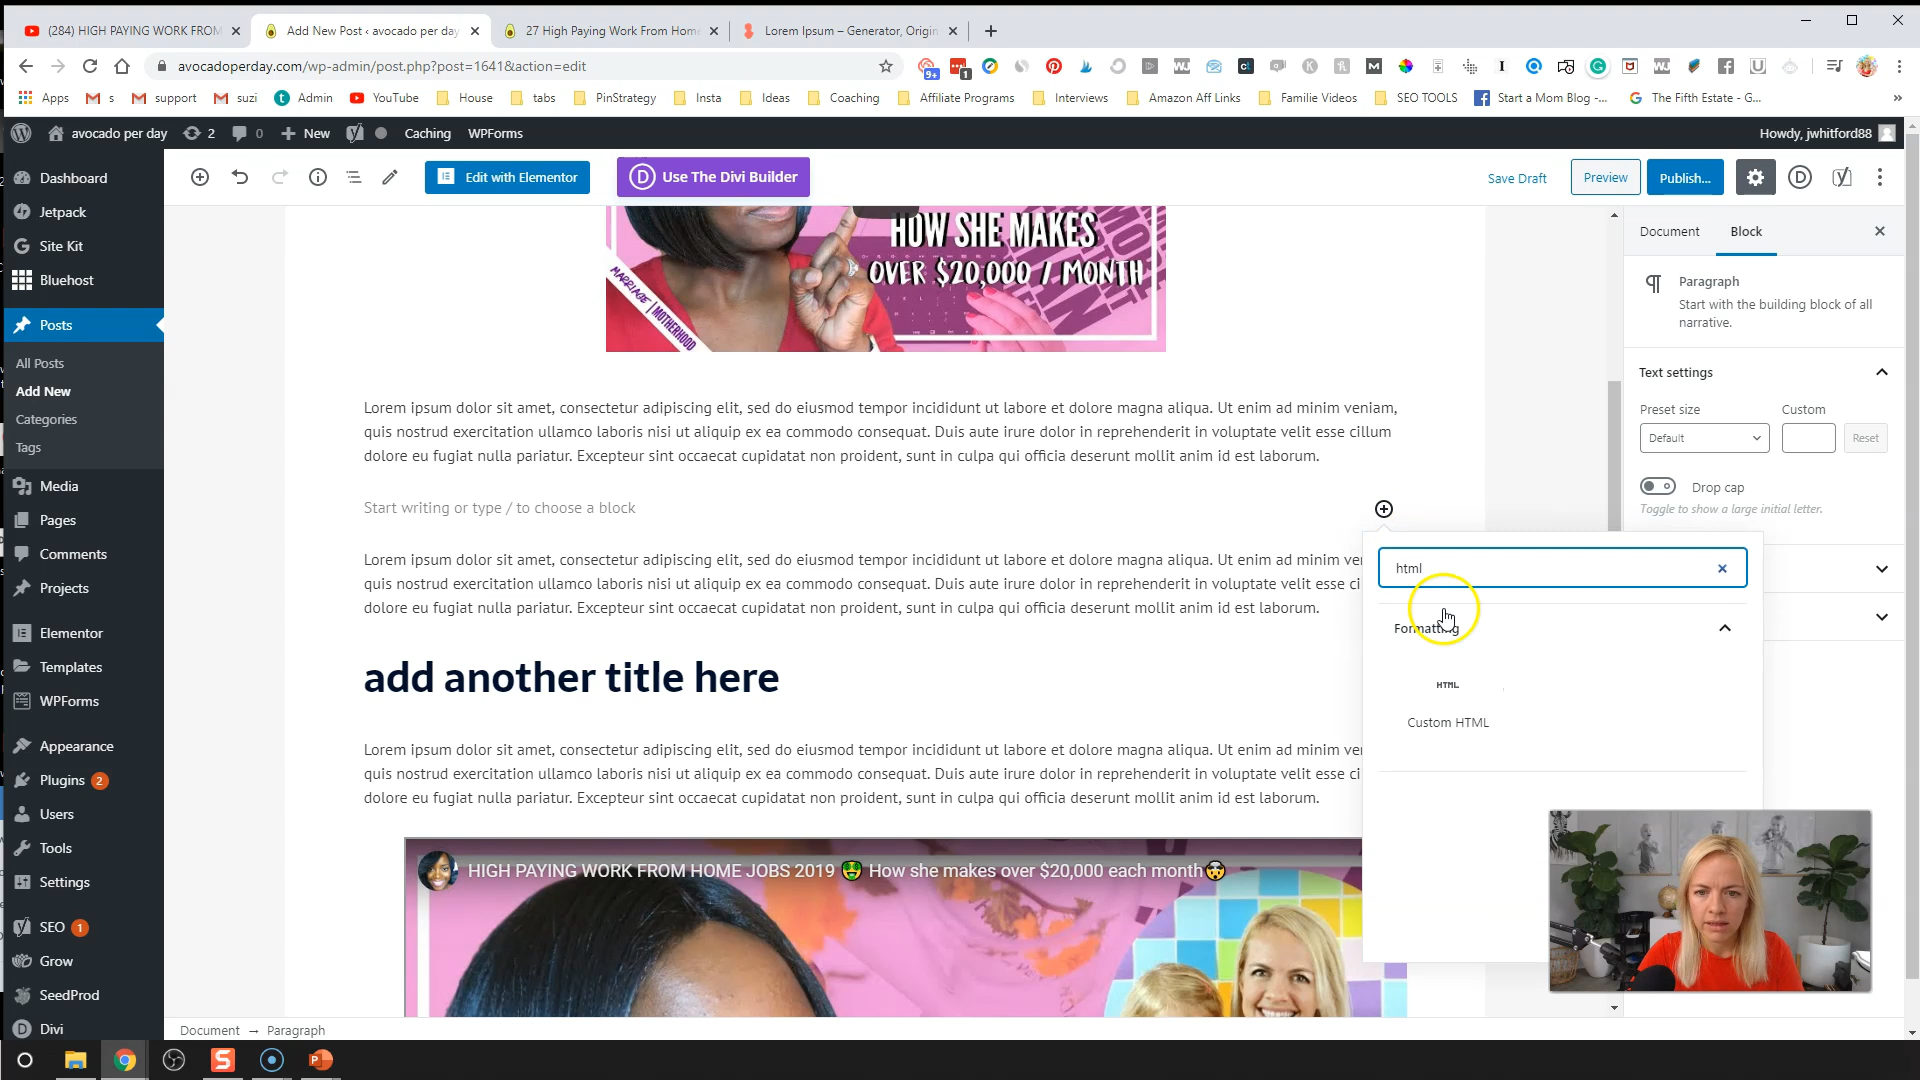 (284) HIGH PAYING WORK FROM
Add New Post ‹ avocado per day
27 High Paying Work From Home
Lorem Ipsum – Generator, Origin
avocadoperday.com/wp-admin/post.php?post=1641&action=edit
Apps
s
support
suzi
Admin
YouTube
House
tabs
PinStrategy
Insta
Ideas
Coaching
Affiliate Programs
Interviews
Amazon Aff Links
Familie Videos
SEO TOOLS
Start a Mom Blog -...
The Fifth Estate - G...
avocado per day
2
0
New
Caching
WPForms
Howdy, jwhitford88
Dashboard
Jetpack
Site Kit
Bluehost
Posts
All Posts
Add New
Categories
Tags
Media
Pages
Comments
Projects
Elementor
Templates
WPForms
Appearance
Plugins 2
Users
Tools
Settings
SEO 1
Grow
SeedProd
Divi
Edit with Elementor
Use The Divi Builder
Save Draft
Preview
Publish...
HOW SHE MAKES
OVER $20,000 / MONTH
MARRIAGE | MOTHERHOOD
Lorem ipsum dolor sit amet, consectetur adipiscing elit, sed do eiusmod tempor incididunt ut labore et dolore magna aliqua. Ut enim ad minim veniam,
quis nostrud exercitation ullamco laboris nisi ut aliquip ex ea commodo consequat. Duis aute irure dolor in reprehenderit in voluptate velit esse cillum
dolore eu fugiat nulla pariatur. Excepteur sint occaecat cupidatat non proident, sunt in culpa qui officia deserunt mollit anim id est laborum.
Start writing or type / to choose a block
Lorem ipsum dolor sit amet, consectetur adipiscing elit, sed do eiusmod tempor incididunt ut labore et dolore magna aliqua. Ut enim ad minim ve
quis nostrud exercitation ullamco laboris nisi ut aliquip ex ea commodo consequat. Duis aute irure dolor in reprehenderit in voluptate velit esse ci
dolore eu fugiat nulla pariatur. Excepteur sint occaecat cupidatat non proident, sunt in culpa qui officia deserunt mollit anim id est laborum.
add another title here
Lorem ipsum dolor sit amet, consectetur adipiscing elit, sed do eiusmod tempor incididunt ut labore et dolore magna aliqua. Ut enim ad minim ve
quis nostrud exercitation ullamco laboris nisi ut aliquip ex ea commodo consequat. Duis aute irure dolor in reprehenderit in voluptate velit esse ci
dolore eu fugiat nulla pariatur. Excepteur sint occaecat cupidatat non proident, sunt in culpa qui officia deserunt mollit anim id est laborum.
HIGH PAYING WORK FROM HOME JOBS 2019 🤑 How she makes over $20,000 each month🤯
html
Formatting
HTML
Custom HTML
Document
Block
Paragraph
Start with the building block of all
narrative.
Text settings
Preset size
Custom
Default
Reset
Drop cap
Toggle to show a large initial letter.
Document → Paragraph